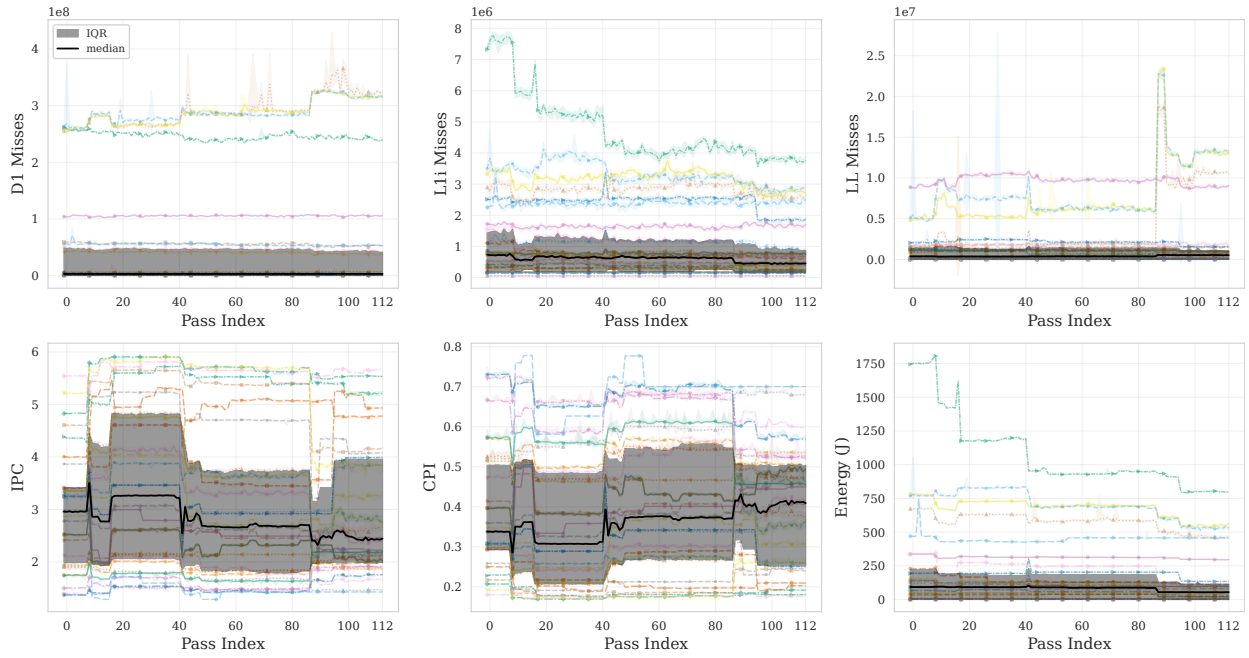 1e8
IQR
median
4
3
2
1
0
D1 Misses
0 20 40 60 80 100 112
Pass Index
1e6
8
7
6
5
4
3
2
1
0
L1i Misses
0 20 40 60 80 100 112
Pass Index
1e7
2.5
2.0
1.5
1.0
0.5
0.0
LL Misses
0 20 40 60 80 100 112
Pass Index
6
5
4
3
2
IPC
0 20 40 60 80 100 112
Pass Index
0.8
0.7
0.6
0.5
0.4
0.3
0.2
CPI
0 20 40 60 80 100 112
Pass Index
1750
1500
1250
1000
750
500
250
0
Energy (J)
0 20 40 60 80 100 112
Pass Index